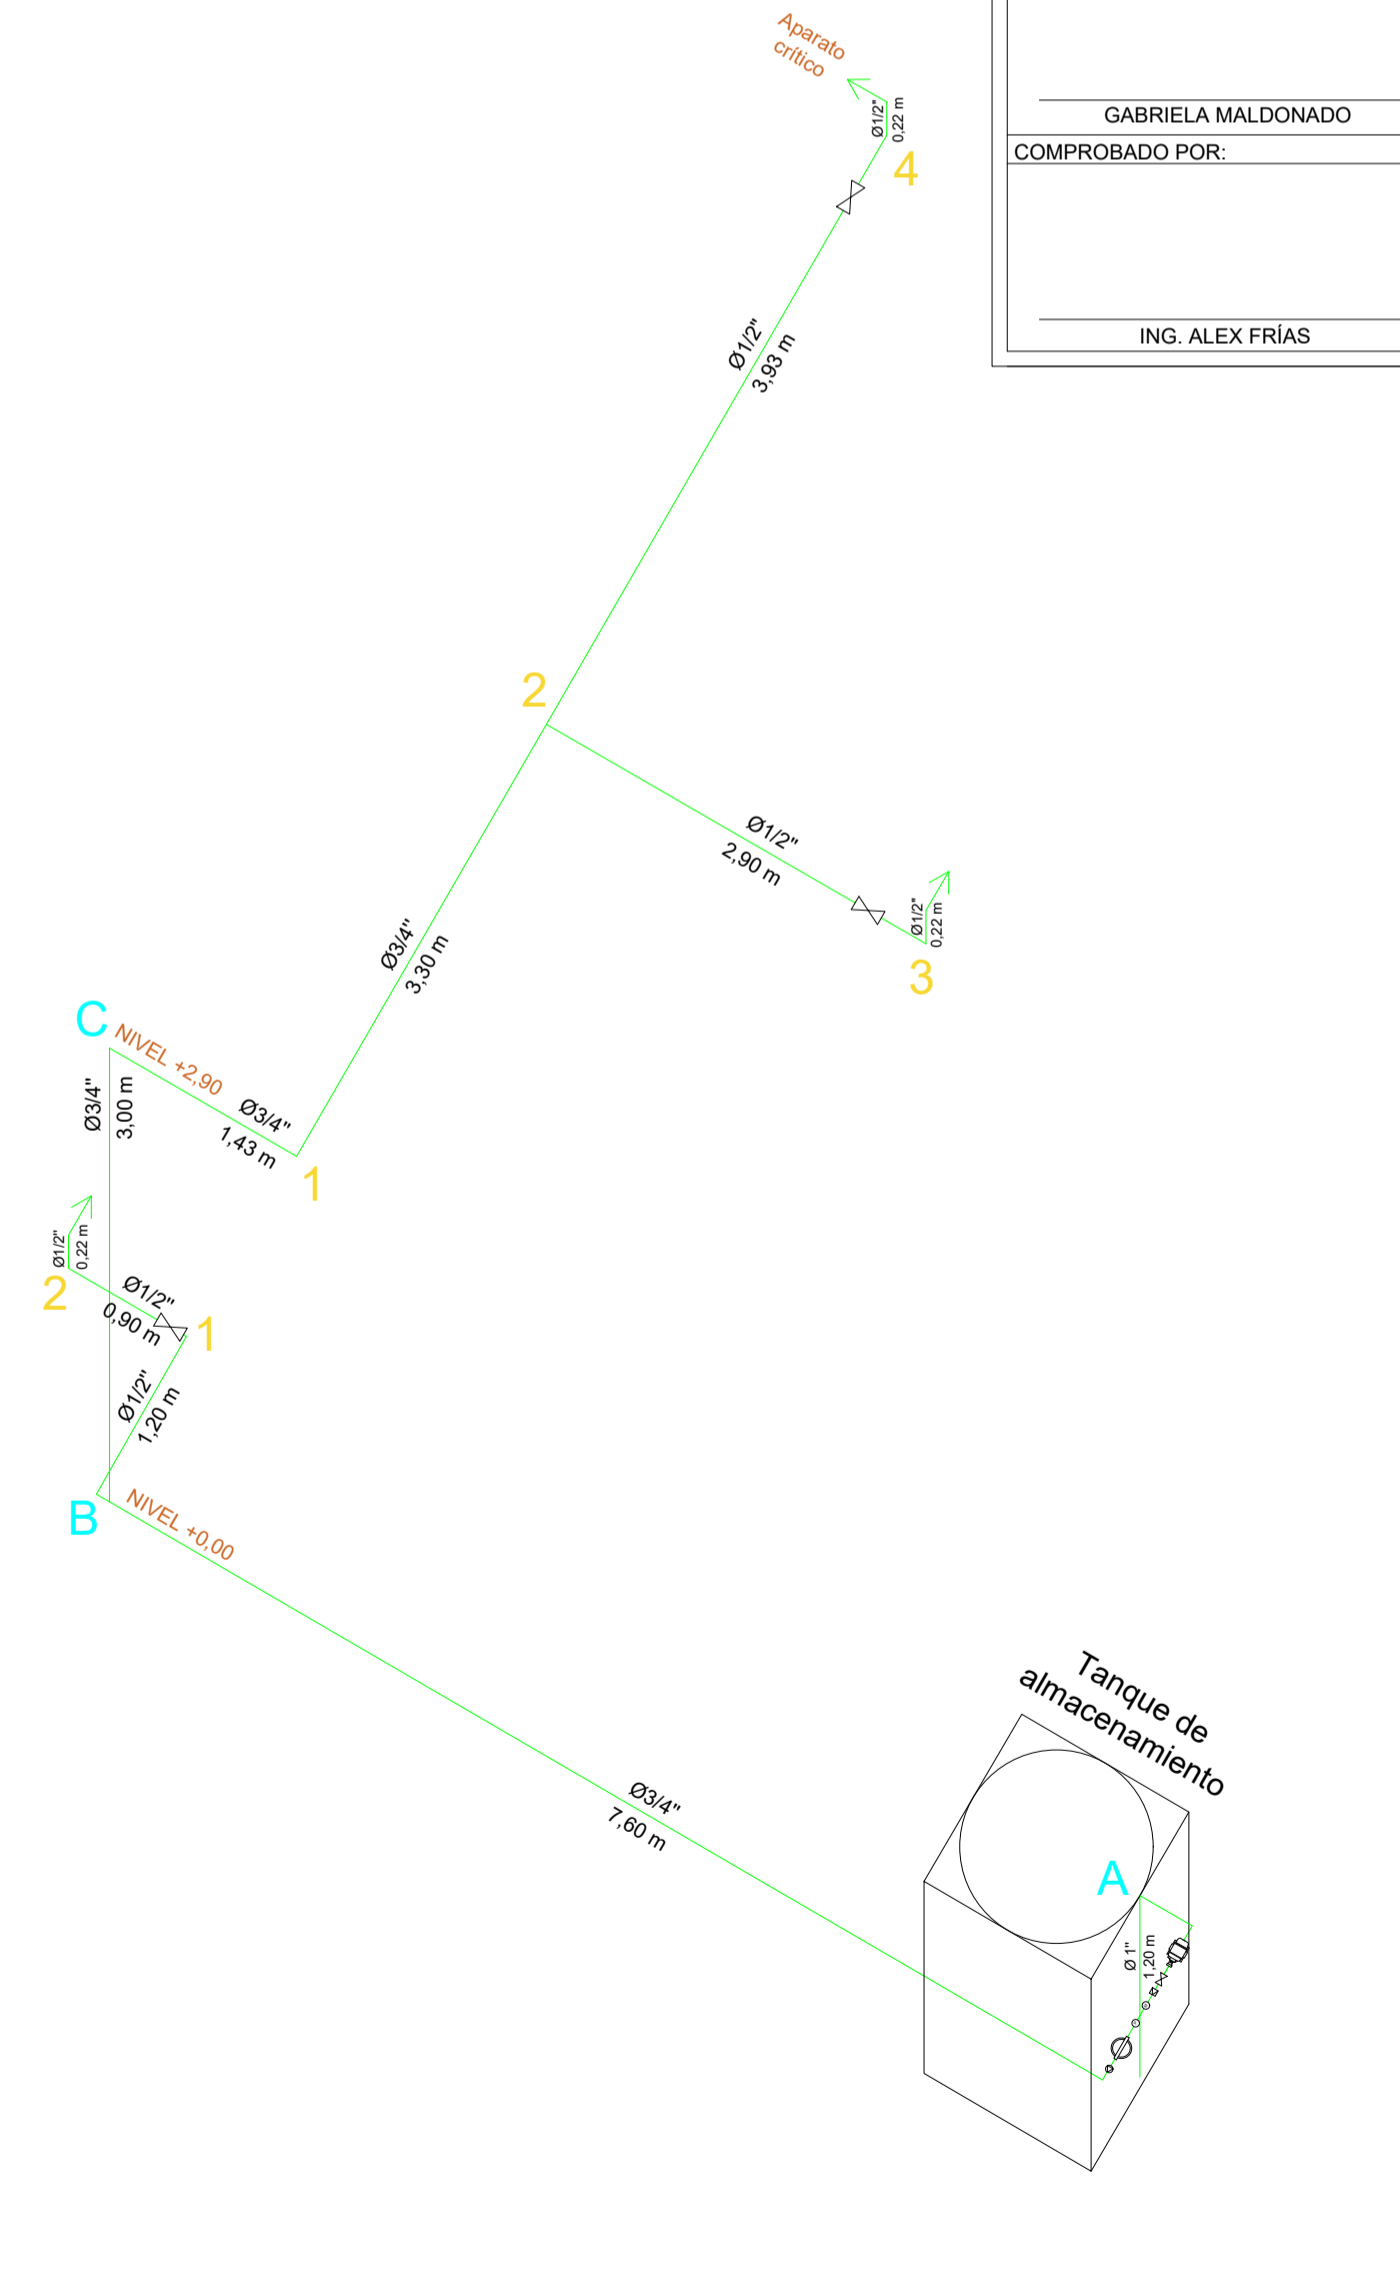 Aparato
crítico
Ø1/2"
0,22 m
4
GABRIELA MALDONADO
COMPROBADO POR:
ING. ALEX FRÍAS
Ø1/2"
3,93 m
2
Ø1/2"
2,90 m
Ø1/2"
0,22 m
3
Ø3/4"
3,30 m
C
NIVEL +2,90
Ø3/4"
3,00 m
Ø3/4"
1,43 m
1
Ø1/2"
0,22 m
2
Ø1/2"
0,90 m
1
Ø1/2"
1,20 m
B
NIVEL +0,00
Ø3/4"
7,60 m
Tanque de
almacenamiento
A
Ø 1"
1,20 m